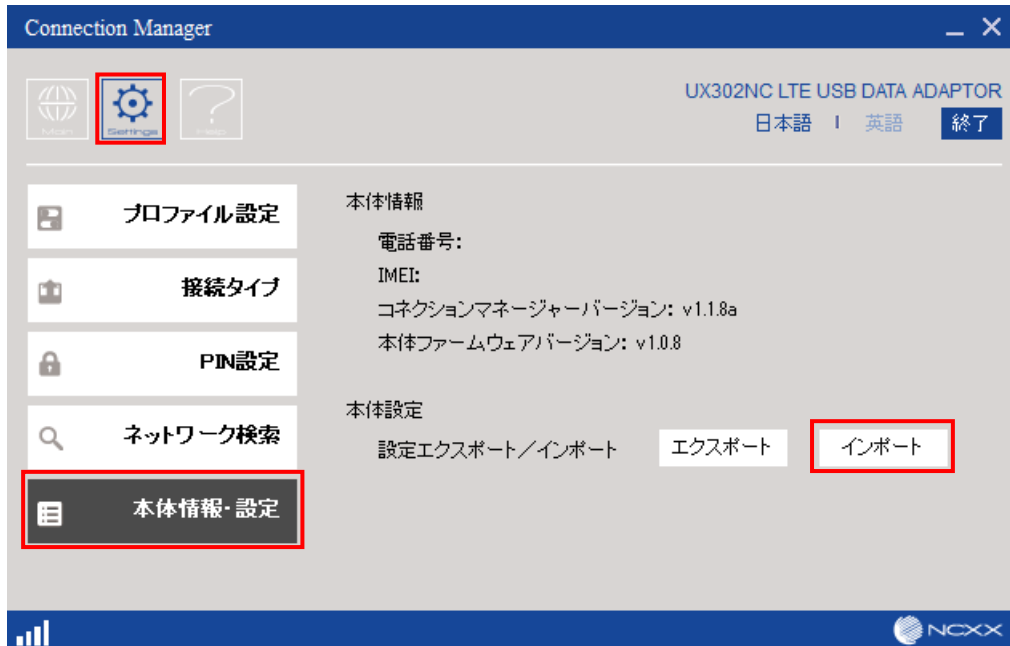 Connection Manager
Main
Settings
Help
UX302NC LTE USB DATA ADAPTOR
日本語 | 英語 終了
プロファイル設定
接続タイプ
PIN設定
ネットワーク検索
本体情報・設定
本体情報
電話番号:
IMEI:
コネクションマネージャーバージョン: v1.1.8a
本体ファームウェアバージョン: v1.0.8
本体設定
設定エクスポート／インポート エクスポート インポート
NCXX